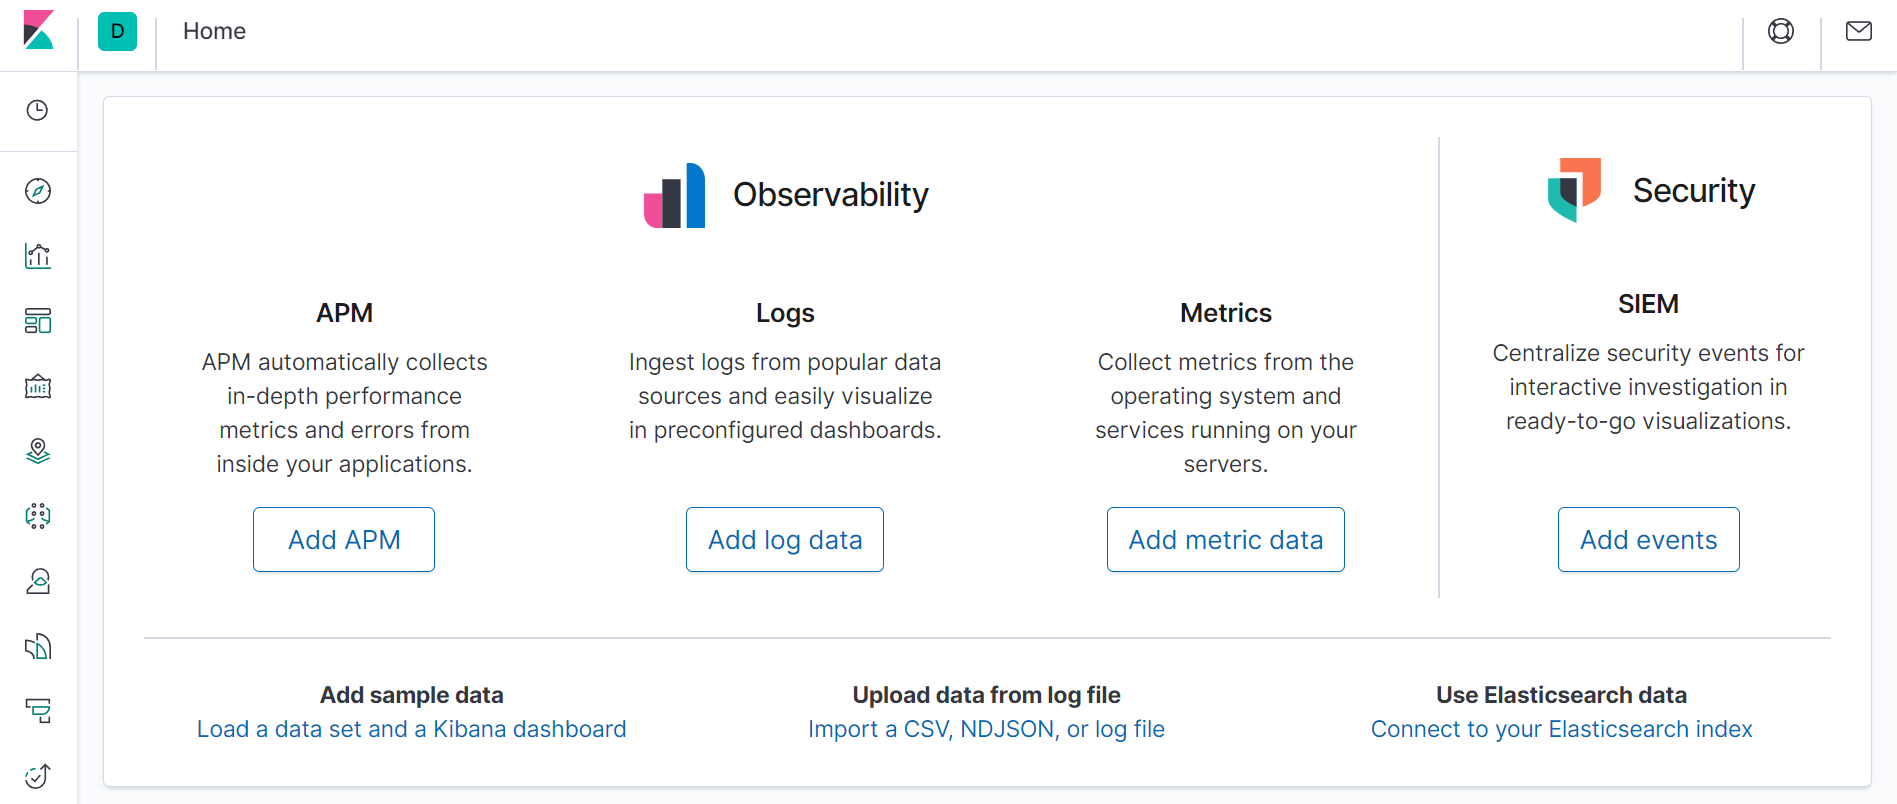 D
Home
Observability
Security
APM
APM automatically collects
in-depth performance
metrics and errors from
inside your applications.
Add APM
Logs
Ingest logs from popular data
sources and easily visualize
in preconfigured dashboards.
Add log data
Metrics
Collect metrics from the
operating system and
services running on your
servers.
Add metric data
SIEM
Centralize security events for
interactive investigation in
ready-to-go visualizations.
Add events
Add sample data
Load a data set and a Kibana dashboard
Upload data from log file
Import a CSV, NDJSON, or log file
Use Elasticsearch data
Connect to your Elasticsearch index